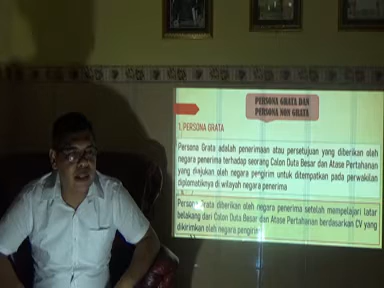 PERSONA GRATA DAN
PERSONA NON GRATA
1. PERSONA GRATA
Persona Grata adalah penerimaan atau persetujuan yang diberikan oleh
negara penerima terhadap seorang Calon Duta Besar dan Atase Pertahanan
yang diajukan oleh negara pengirim untuk ditempatkan pada perwakilan
diplomatiknya di wilayah negara penerima
Persona Grata diberikan oleh negara penerima setelah mempelajari latar
belakang dari Calon Duta Besar dan Atase Pertahanan berdasarkan CV yang
dikirimkan oleh negara pengirim